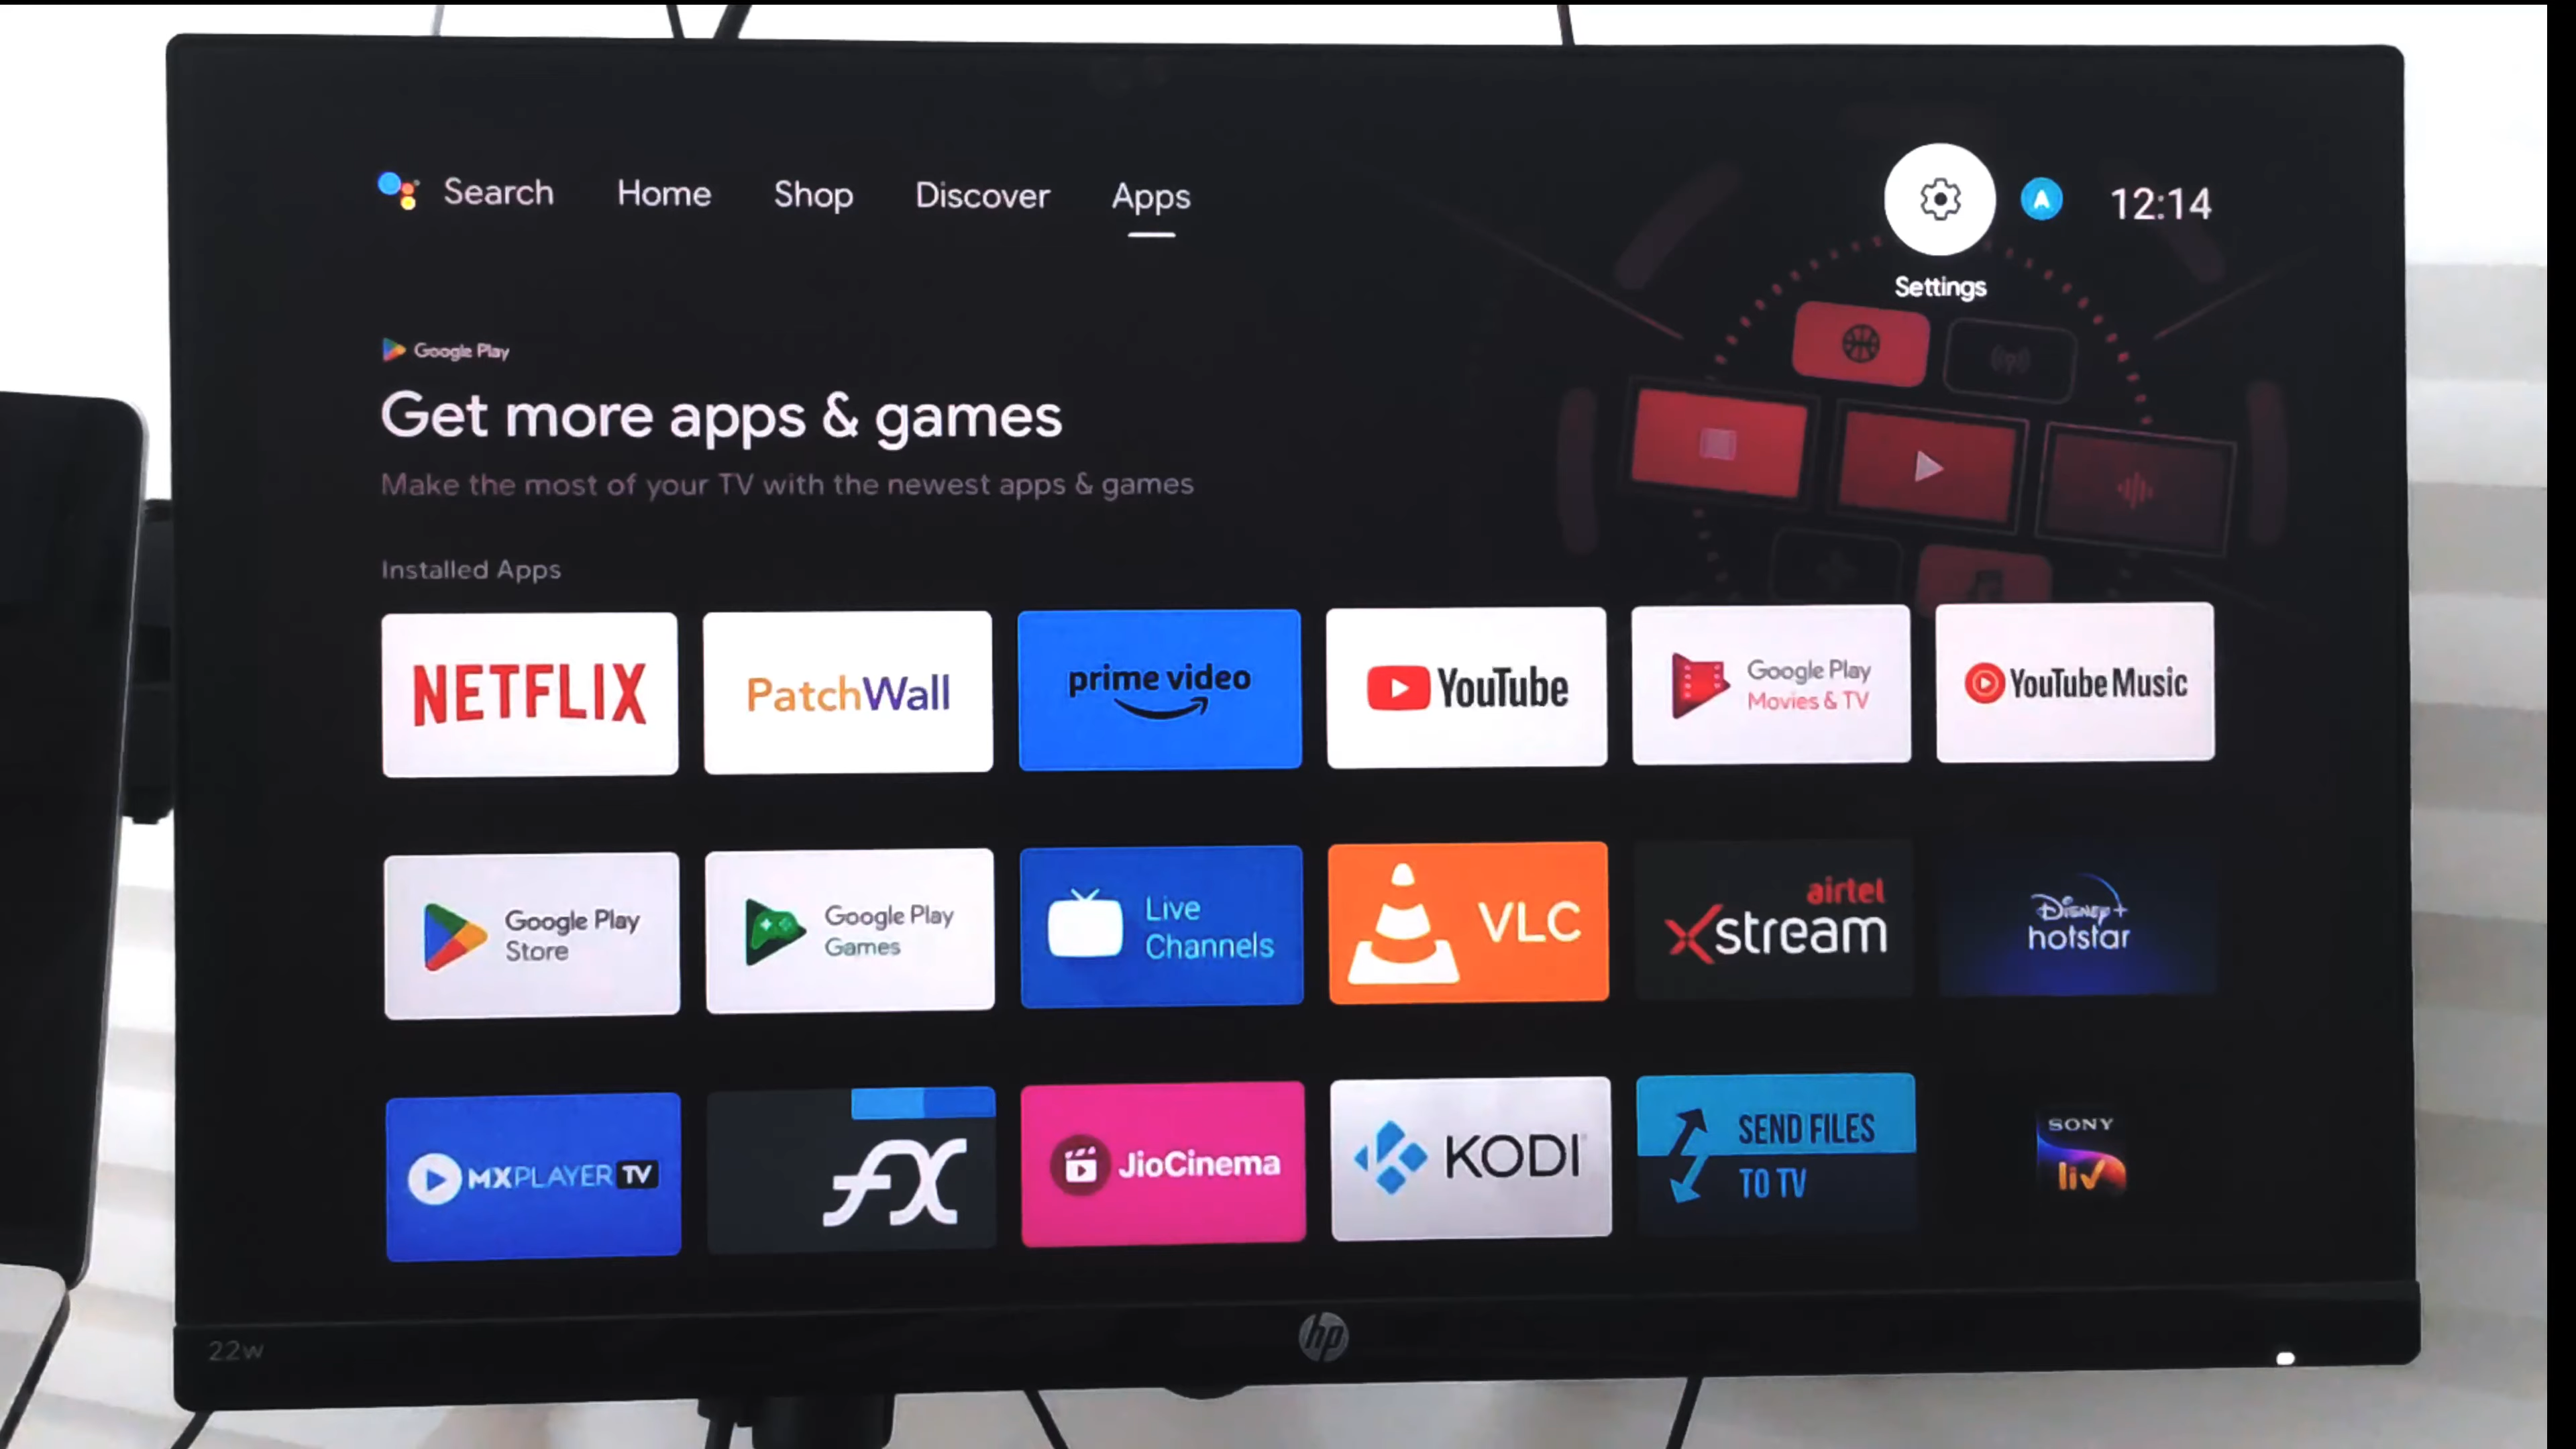 Search Home Shop Discover Apps
12:14
Settings
Google Play
Get more apps & games
Make the most of your TV with the newest apps & games
Installed Apps
NETFLIX
PatchWall
prime video
YouTube
Google Play
Movies & TV
YouTube Music
Google Play
Store
Google Play
Games
Live
Channels
VLC
airtel
Xstream
Disney+
hotstar
MXPLAYER TV
fX
JioCinema
KODI
SEND FILES
TO TV
SONY
liv
22w
hp